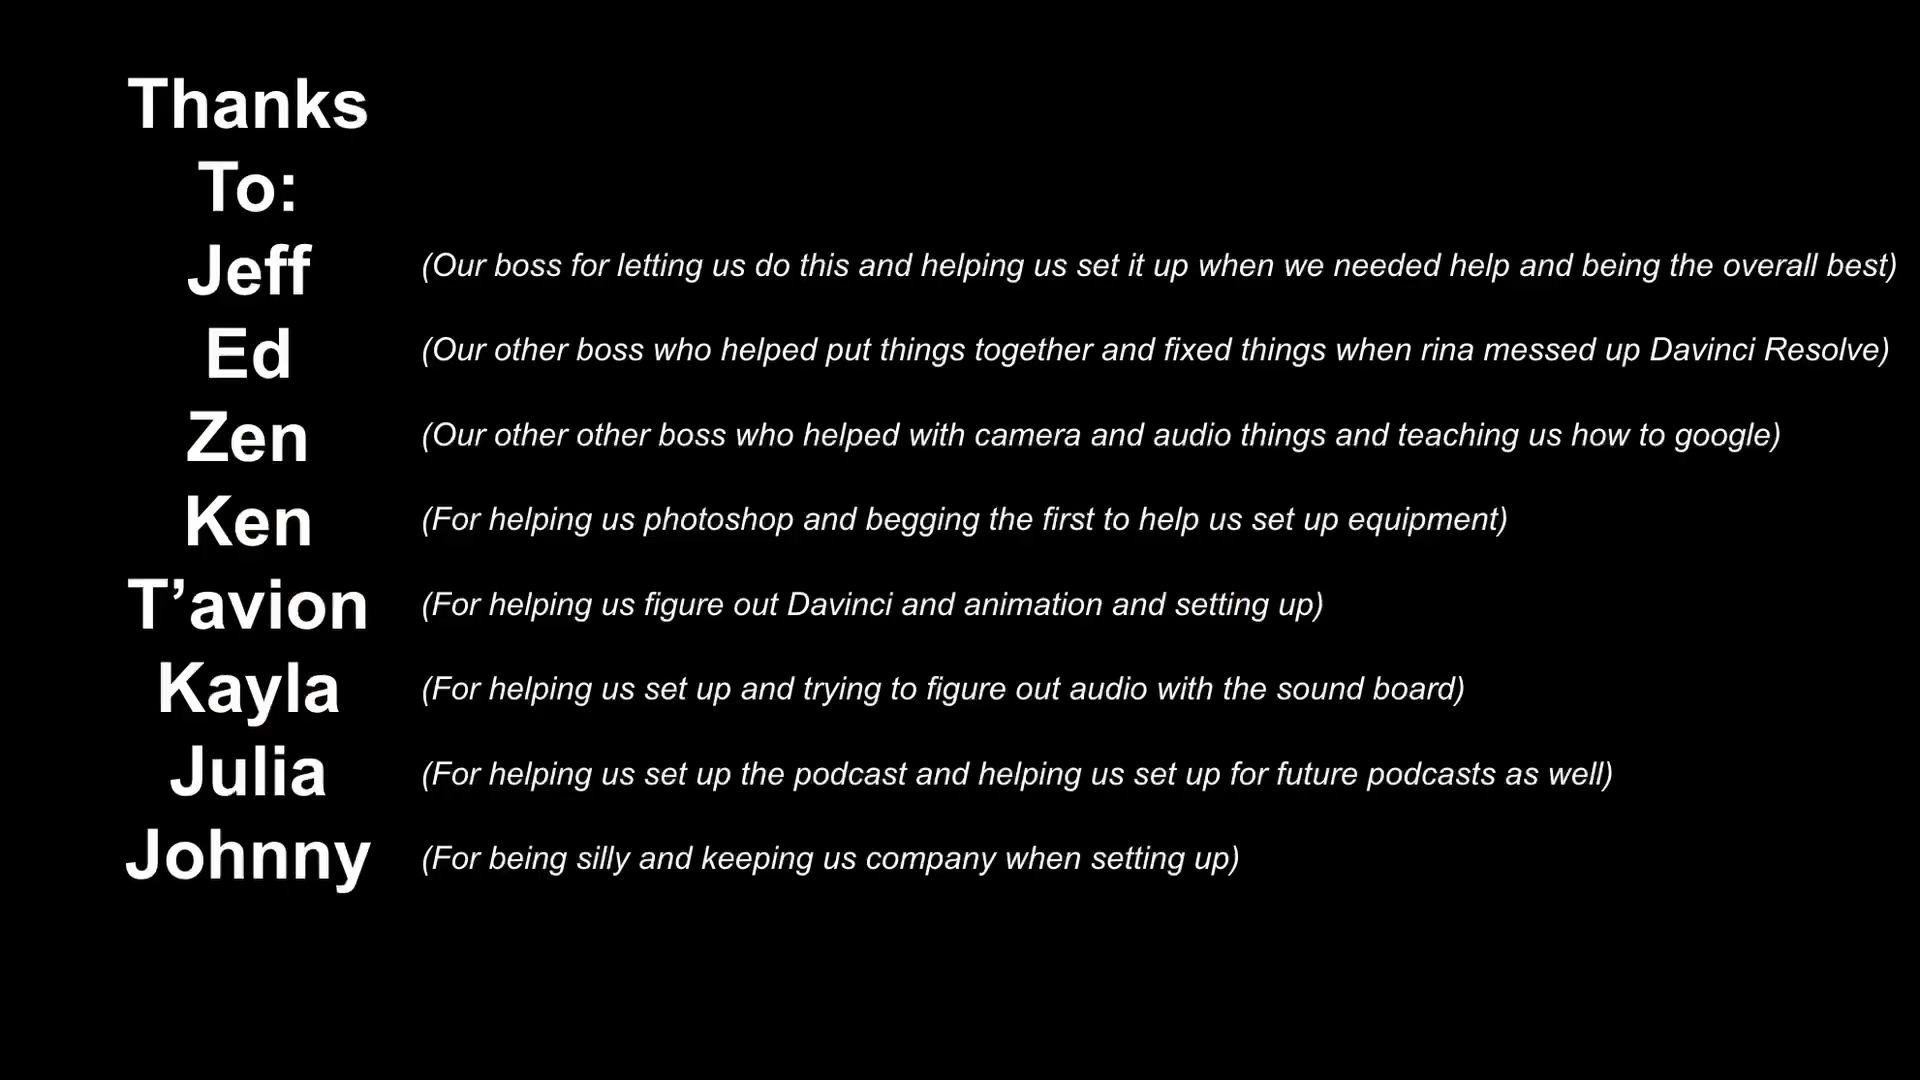 Thanks
To:
Jeff (Our boss for letting us do this and helping us set it up when we needed help and being the overall best)
Ed (Our other boss who helped put things together and fixed things when rina messed up Davinci Resolve)
Zen (Our other other boss who helped with camera and audio things and teaching us how to google)
Ken (For helping us photoshop and begging the first to help us set up equipment)
T’avion (For helping us figure out Davinci and animation and setting up)
Kayla (For helping us set up and trying to figure out audio with the sound board)
Julia (For helping us set up the podcast and helping us set up for future podcasts as well)
Johnny (For being silly and keeping us company when setting up)